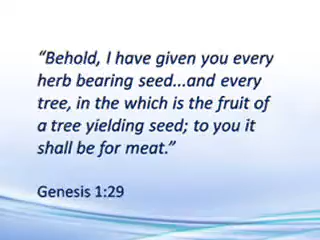 “Behold, I have given you every
herb bearing seed...and every
tree, in the which is the fruit of
a tree yielding seed; to you it
shall be for meat.”
Genesis 1:29